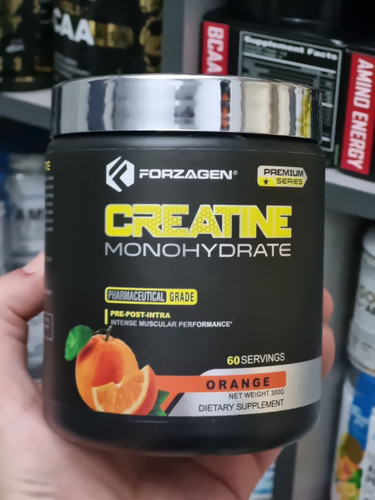 BCAA
BCAA
Supplement Facts
AMINO ENERGY
FORZAGEN®
PREMIUM
SERIES
CREATINE
MONOHYDRATE
PHARMACEUTICAL GRADE
PRE-POST-INTRA
INTENSE MUSCULAR PERFORMANCE*
60 SERVINGS
ORANGE
NET WEIGHT 300G
DIETARY SUPPLEMENT